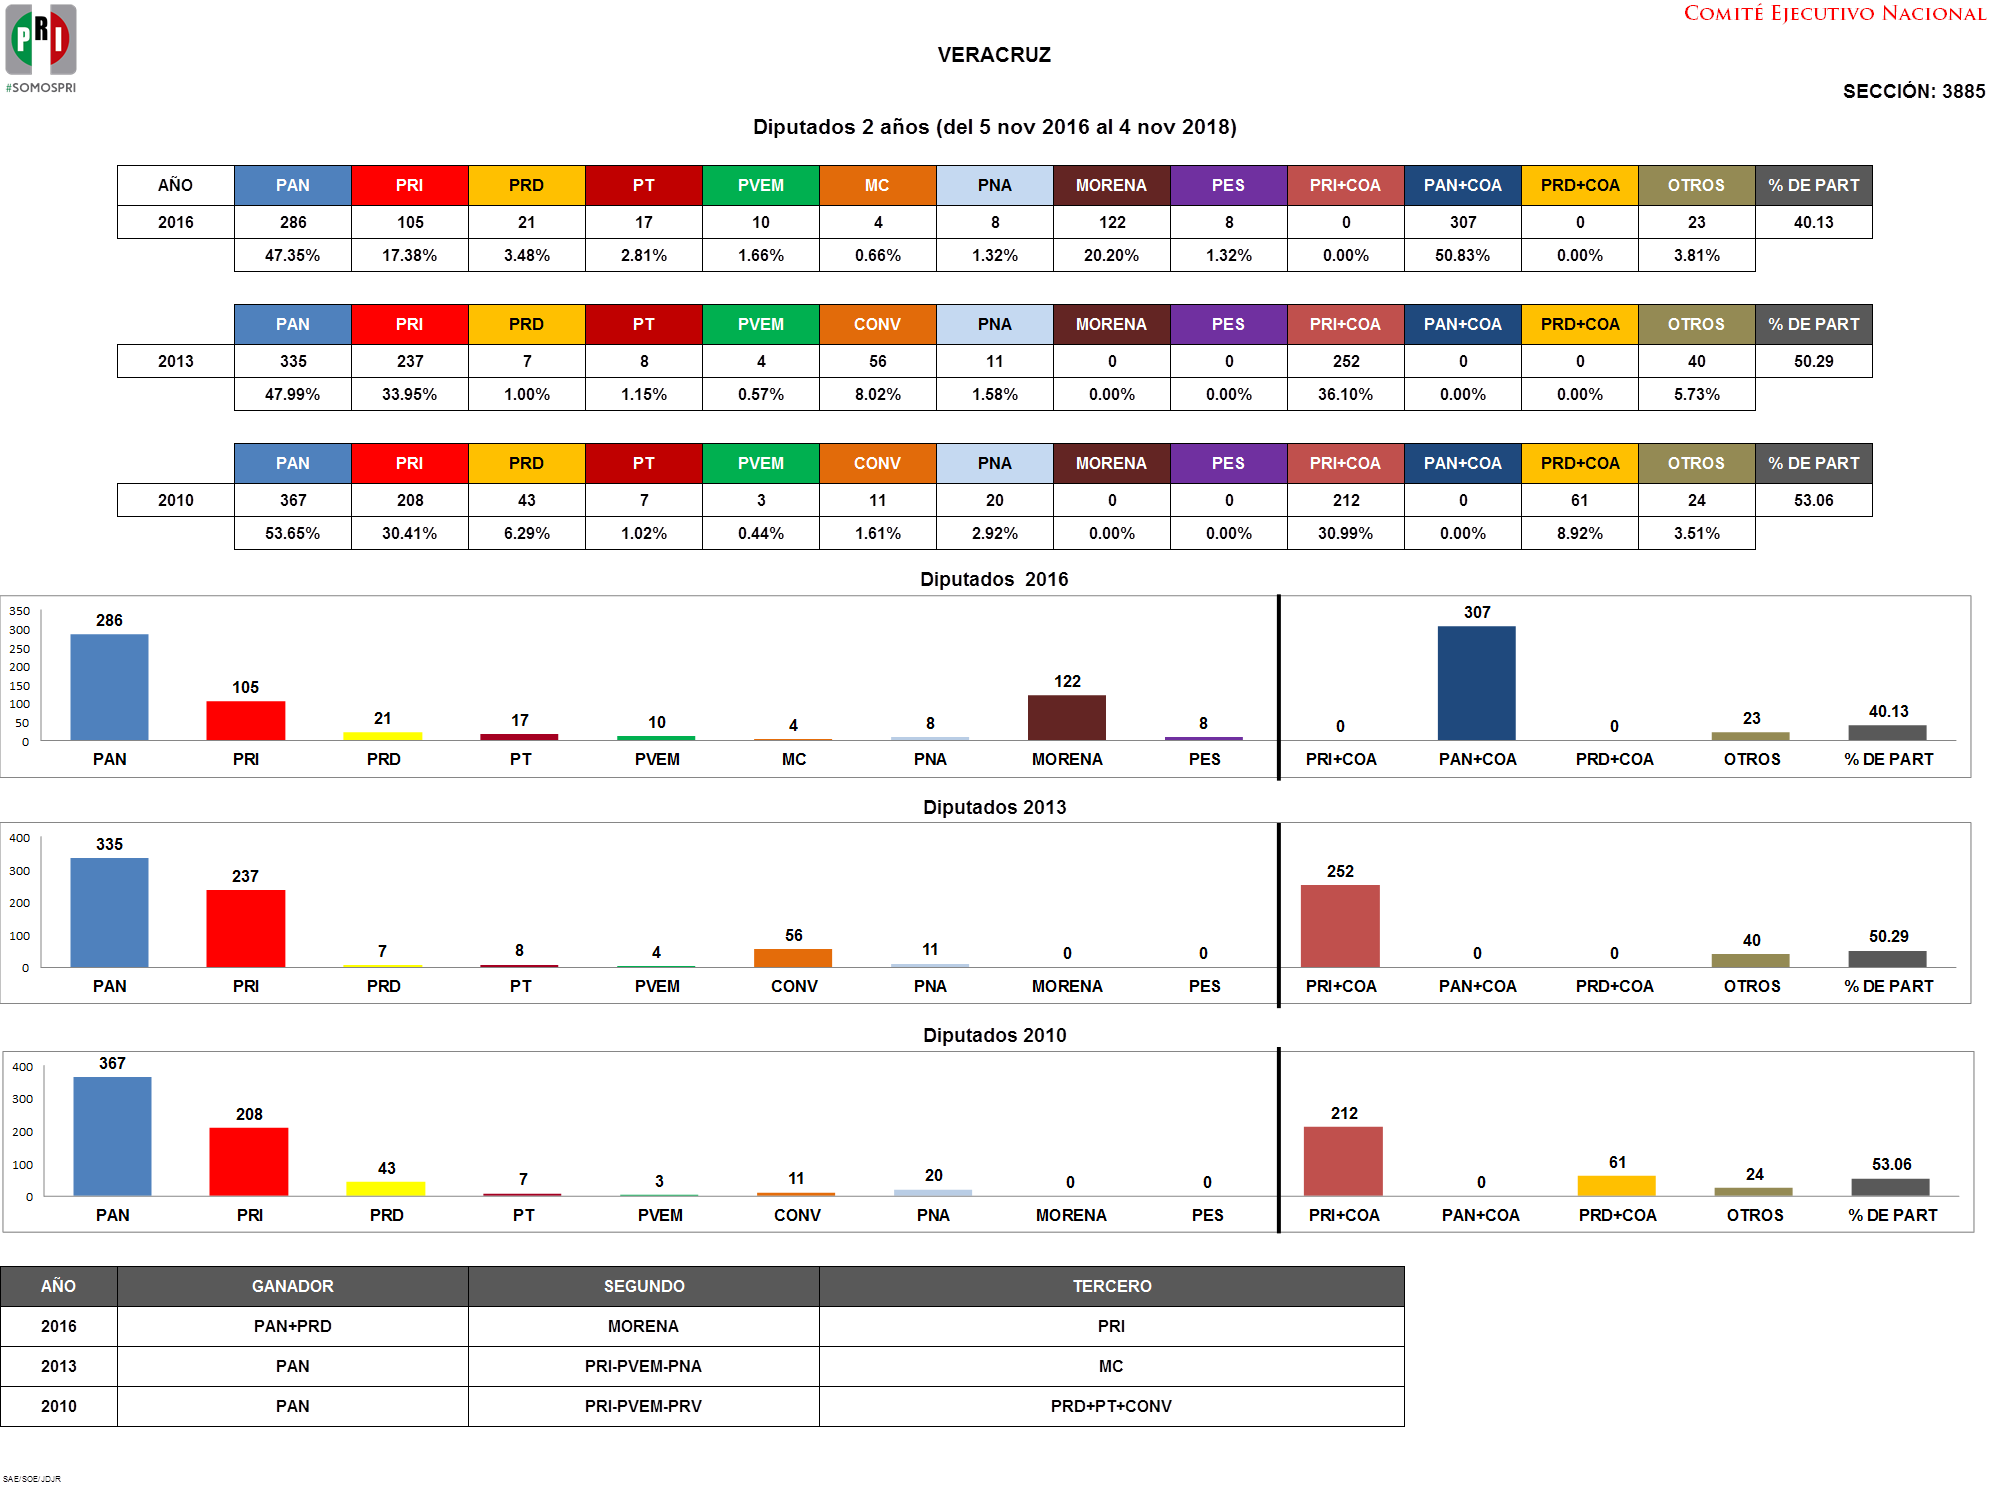 PRI
#SOMOSPRI
COMITÉ EJECUTIVO NACIONAL
VERACRUZ
SECCIÓN: 3885
Diputados 2 años (del 5 nov 2016 al 4 nov 2018)
AÑO PAN PRI PRD PT PVEM MC PNA MORENA PES PRI+COA PAN+COA PRD+COA OTROS % DE PART
2016 286 105 21 17 10 4 8 122 8 0 307 0 23 40.13
47.35% 17.38% 3.48% 2.81% 1.66% 0.66% 1.32% 20.20% 1.32% 0.00% 50.83% 0.00% 3.81%
PAN PRI PRD PT PVEM CONV PNA MORENA PES PRI+COA PAN+COA PRD+COA OTROS % DE PART
2013 335 237 7 8 4 56 11 0 0 252 0 0 40 50.29
47.99% 33.95% 1.00% 1.15% 0.57% 8.02% 1.58% 0.00% 0.00% 36.10% 0.00% 0.00% 5.73%
PAN PRI PRD PT PVEM CONV PNA MORENA PES PRI+COA PAN+COA PRD+COA OTROS % DE PART
2010 367 208 43 7 3 11 20 0 0 212 0 61 24 53.06
53.65% 30.41% 6.29% 1.02% 0.44% 1.61% 2.92% 0.00% 0.00% 30.99% 0.00% 8.92% 3.51%
Diputados 2016
350
300
250
200
150
100
50
0
286 105 21 17 10 4 8 122 8 0 307 0 23 40.13
PAN PRI PRD PT PVEM MC PNA MORENA PES PRI+COA PAN+COA PRD+COA OTROS % DE PART
Diputados 2013
400
300
200
100
0
335 237 7 8 4 56 11 0 0 252 0 0 40 50.29
PAN PRI PRD PT PVEM CONV PNA MORENA PES PRI+COA PAN+COA PRD+COA OTROS % DE PART
Diputados 2010
400
300
200
100
0
367 208 43 7 3 11 20 0 0 212 0 61 24 53.06
PAN PRI PRD PT PVEM CONV PNA MORENA PES PRI+COA PAN+COA PRD+COA OTROS % DE PART
AÑO GANADOR SEGUNDO TERCERO
2016 PAN+PRD MORENA PRI
2013 PAN PRI-PVEM-PNA MC
2010 PAN PRI-PVEM-PRV PRD+PT+CONV
SAE/SOE/JDJR